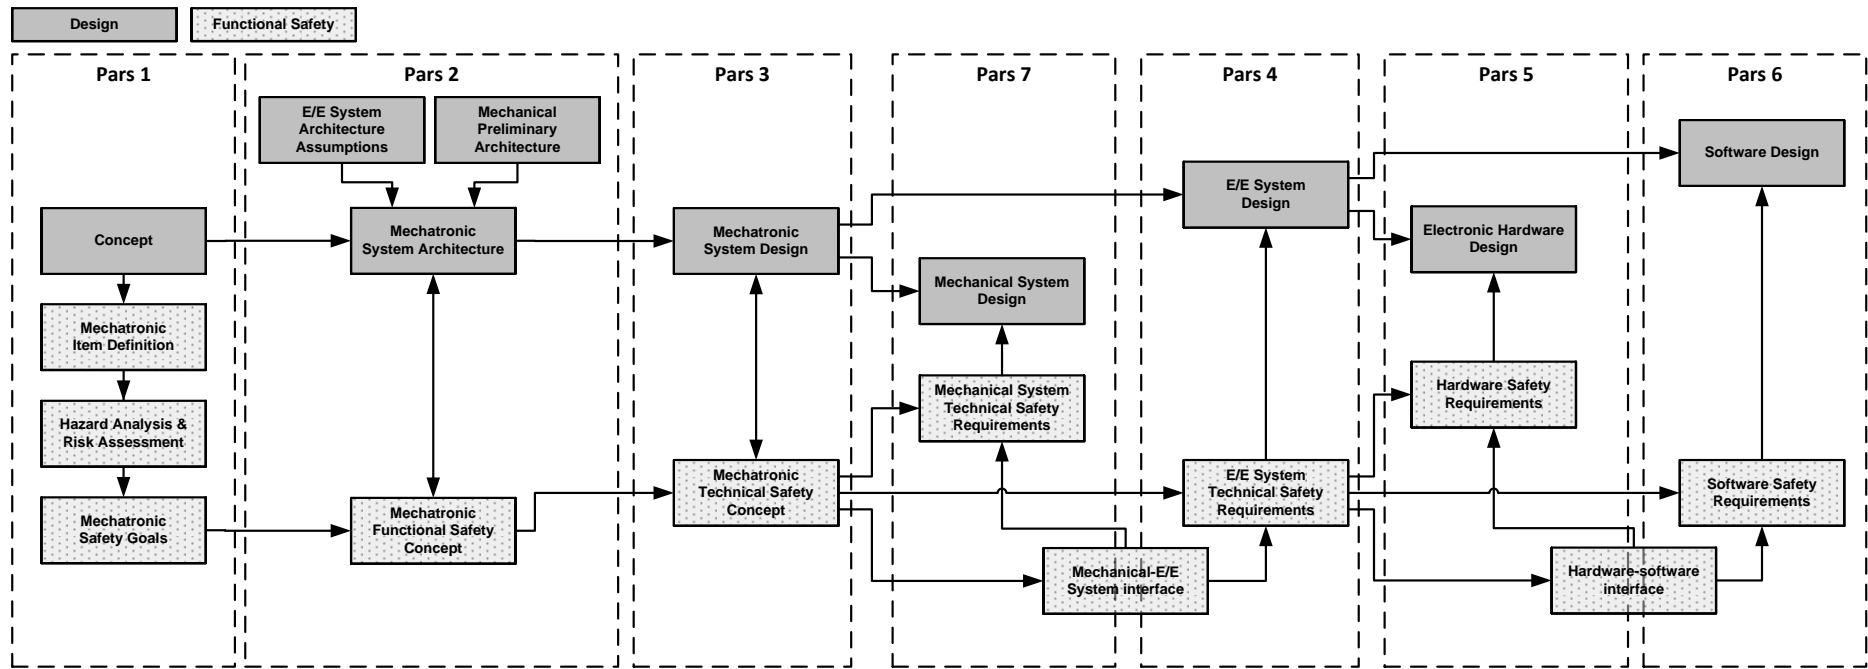 Design
Functional Safety
Pars 1
Pars 2
Pars 3
Pars 7
Pars 4
Pars 5
Pars 6
Concept
Mechatronic
Item Definition
Hazard Analysis &
Risk Assessment
Mechatronic
Safety Goals
E/E System
Architecture
Assumptions
Mechanical
Preliminary
Architecture
Mechatronic
System Architecture
Mechatronic
Functional Safety
Concept
Mechatronic
System Design
Mechatronic
Technical Safety
Concept
Mechanical System
Design
Mechanical System
Technical Safety
Requirements
Mechanical-E/E
System interface
E/E System
Design
E/E System
Technical Safety
Requirements
Electronic Hardware
Design
Hardware Safety
Requirements
Hardware-software
interface
Software Design
Software Safety
Requirements